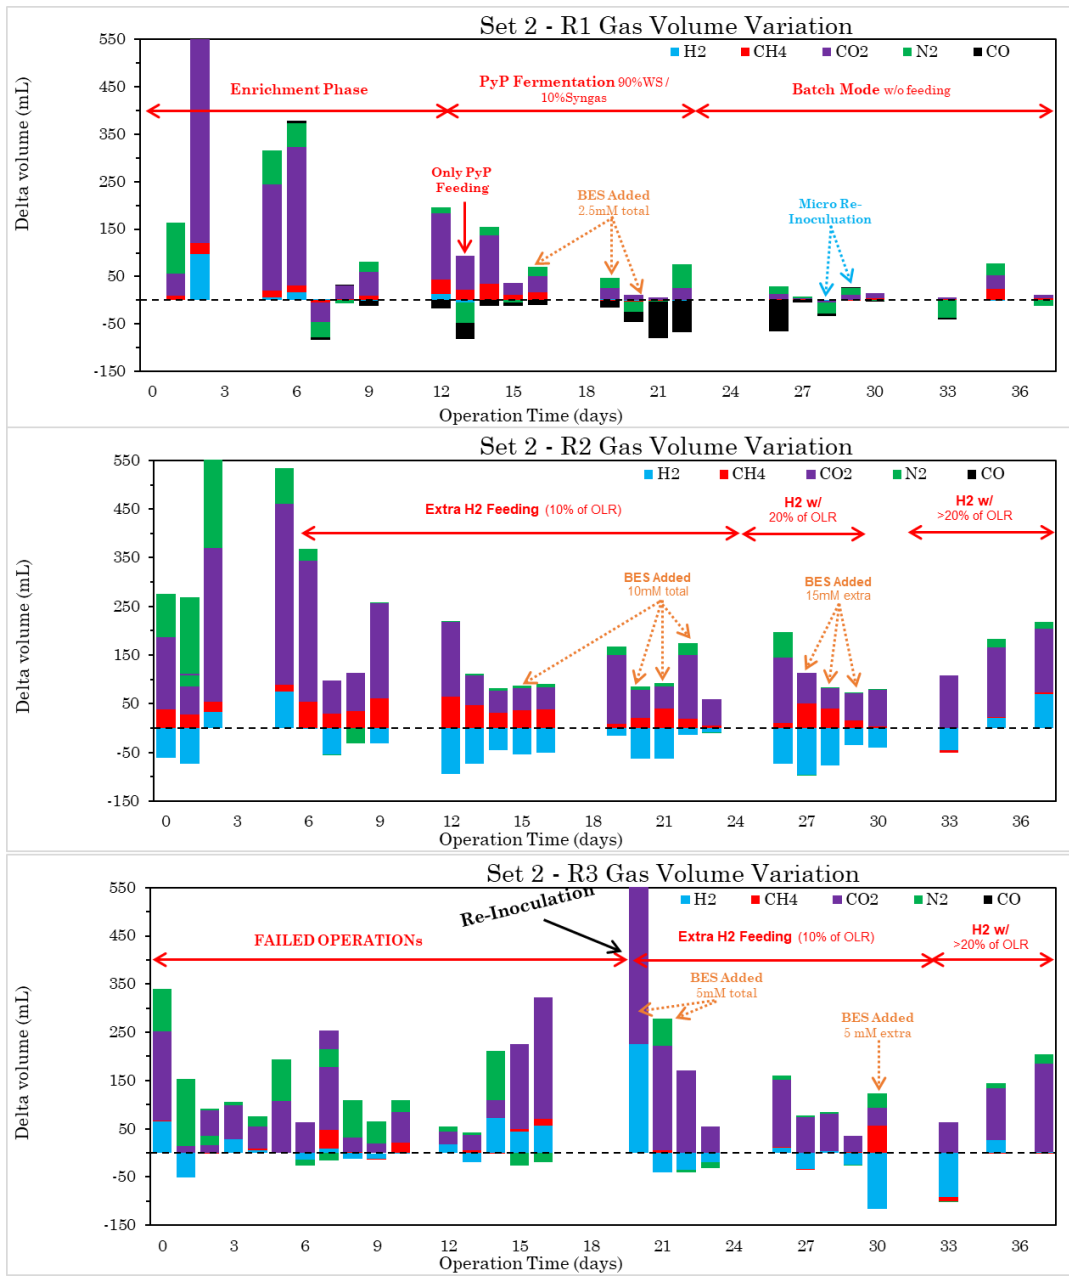 Set 2 - R1 Gas Volume Variation
H2 CH4 CO2 N2 CO
Delta volume (mL)
550
450
350
250
150
50
-50
-150
Enrichment Phase
PyP Fermentation 90%WS /
10%Syngas
Batch Mode w/o feeding
Only PyP
Feeding
BES Added
2.5mM total
Micro Re-
Inoculuation
0 3 6 9 12 15 18 21 24 27 30 33 36
Operation Time (days)
Set 2 - R2 Gas Volume Variation
H2 CH4 CO2 N2 CO
Delta volume (mL)
550
450
350
250
150
50
-50
-150
Extra H2 Feeding (10% of OLR)
H2 w/
20% of OLR
H2 w/
>20% of OLR
BES Added
10mM total
BES Added
15mM extra
0 3 6 9 12 15 18 21 24 27 30 33 36
Operation Time (days)
Set 2 - R3 Gas Volume Variation
H2 CH4 CO2 N2 CO
Delta volume (mL)
550
450
350
250
150
50
-50
-150
Re-Inoculation
FAILED OPERATIONs
Extra H2 Feeding (10% of OLR)
H2 w/
>20% of OLR
BES Added
5mM total
BES Added
5 mM extra
0 3 6 9 12 15 18 21 24 27 30 33 36
Operation Time (days)